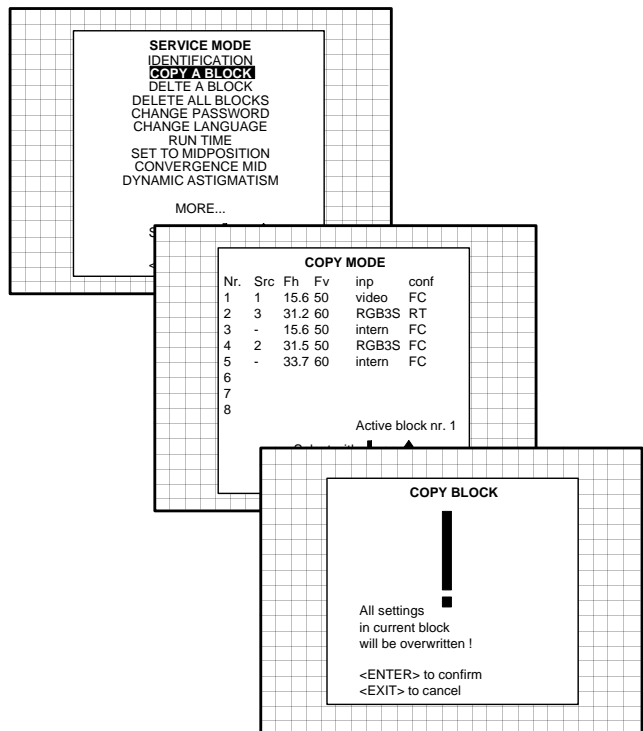 SERVICE MODE
IDENTIFICATION
COPY A BLOCK
DELTE A BLOCK
DELETE ALL BLOCKS
CHANGE PASSWORD
CHANGE LANGUAGE
RUN TIME
SET TO MIDPOSITION
CONVERGENCE MID
DYNAMIC ASTIGMATISM
MORE...
COPY MODE
Nr. Src Fh Fv inp conf
1 1 15.6 50 video FC
2 3 31.2 60 RGB3S RT
3 - 15.6 50 intern FC
4 2 31.5 50 RGB3S FC
5 - 33.7 60 intern FC
6
7
8
Active block nr. 1
COPY BLOCK
!
All settings
in current block
will be overwritten !
<ENTER> to confirm
<EXIT> to cancel